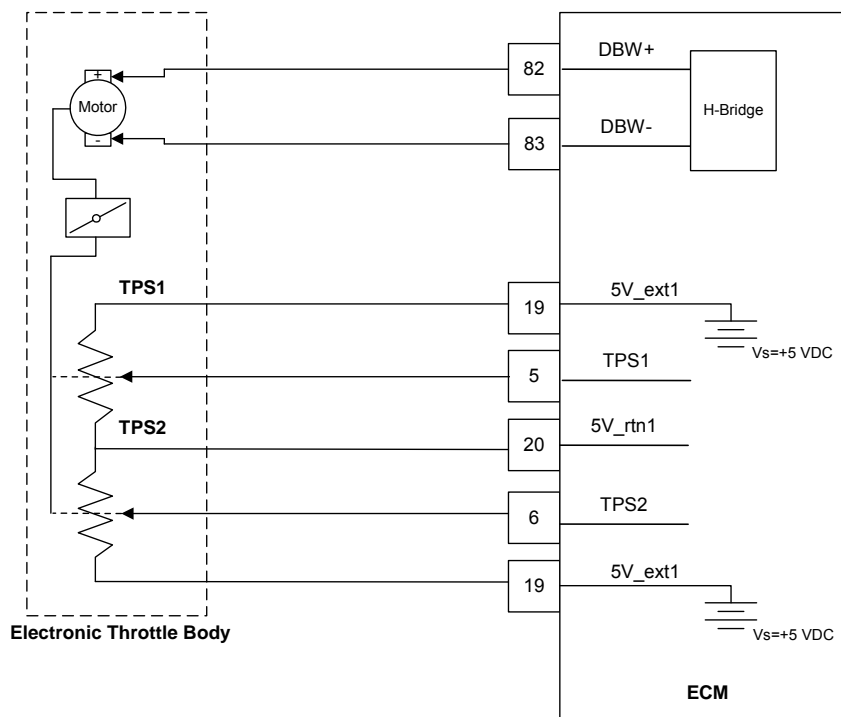 82
DBW+
+
Motor
H-Bridge
-
83
DBW-
TPS1
19
5V_ext1
Vs=+5 VDC
5
TPS1
TPS2
20
5V_rtn1
6
TPS2
19
5V_ext1
Electronic Throttle Body
Vs=+5 VDC
ECM